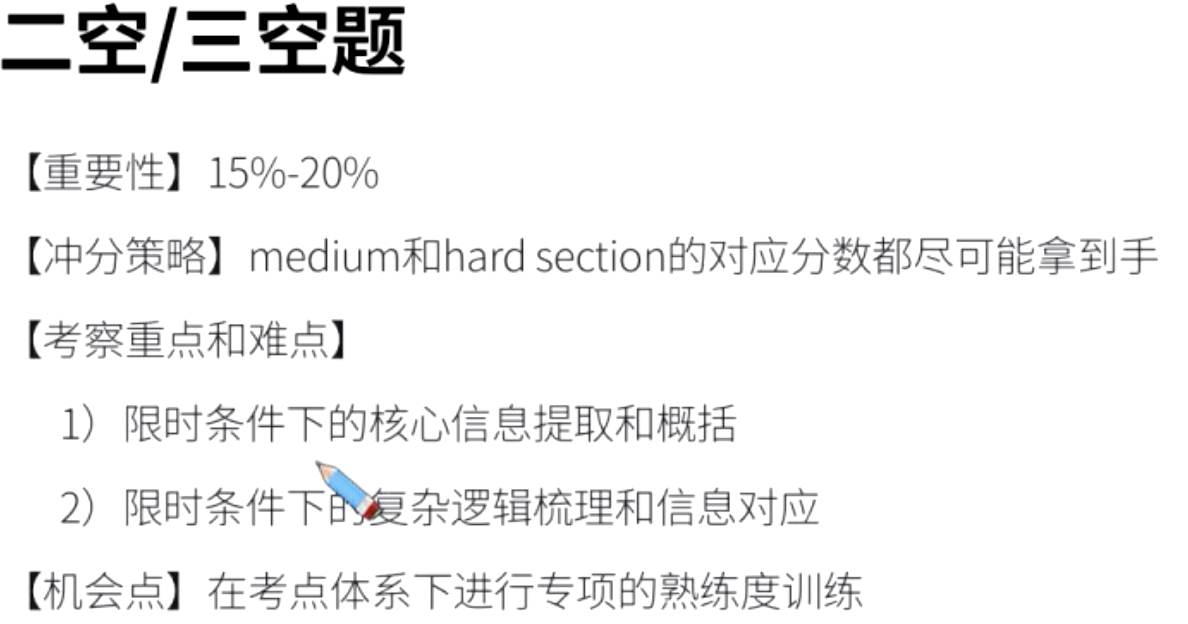 二空/三空题
【重要性】15%-20%
【冲分策略】medium和hard section的对应分数都尽可能拿到手
【考察重点和难点】
1）限时条件下的核心信息提取和概括
2）限时条件下的复杂逻辑梳理和信息对应
【机会点】在考点体系下进行专项的熟练度训练